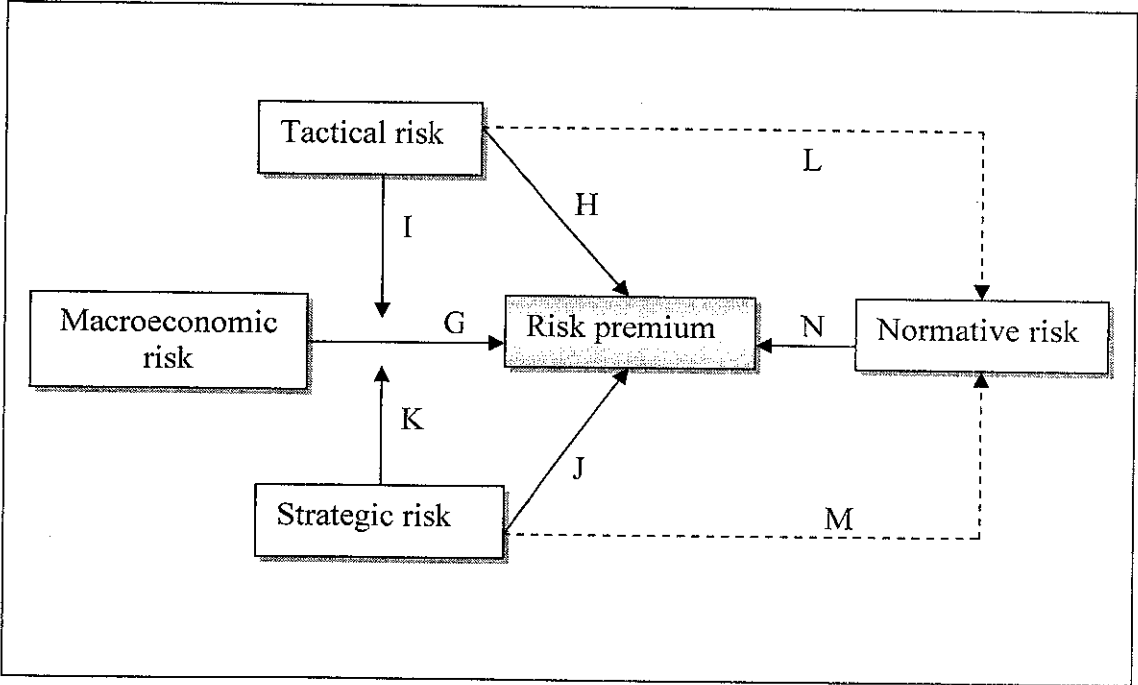 Tactical risk
L
H
I
Macroeconomic
risk
G
Risk premium
N
Normative risk
K
J
Strategic risk
M